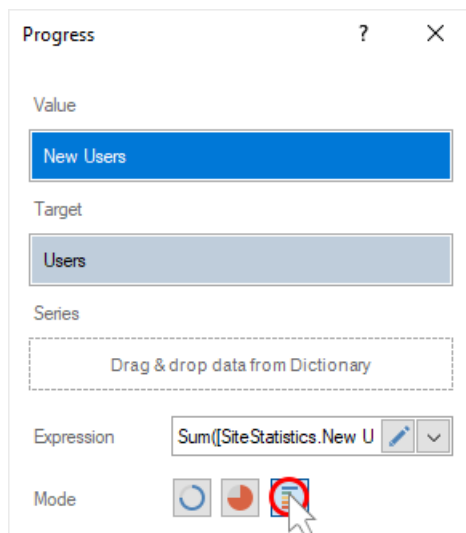 Progress ?
Value
New Users
Target
Users
Series
Drag & drop data from Dictionary
Expression Sum([SiteStatistics.New U
Mode